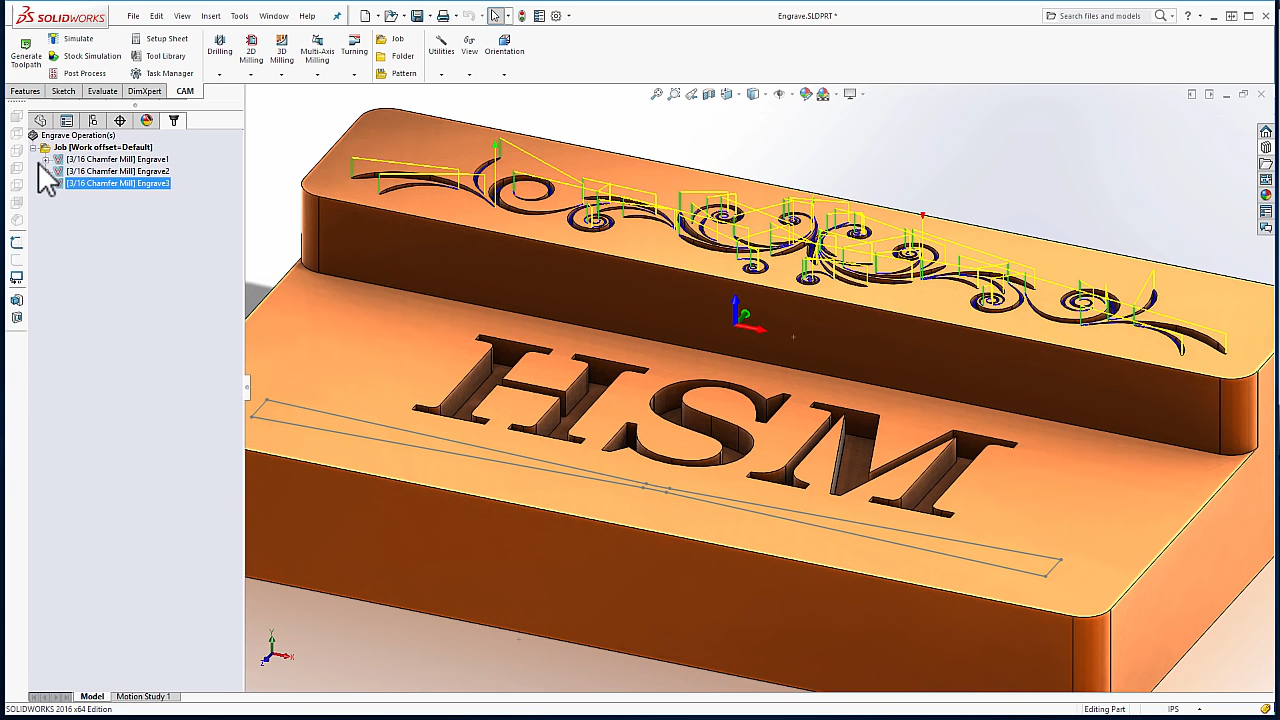 SOLIDWORKS File Edit View Insert Tools Window Help Engrave.SLDPRT * Search files and models ?
Generate Toolpath
Simulate
Stock Simulation
Post Process
Setup Sheet
Tool Library
Task Manager
Drilling
2D Milling
3D Milling
Multi-Axis Milling
Turning
Job
Folder
Pattern
Utilities
View
Orientation
Features Sketch Evaluate DimXpert CAM
Engrave Operation(s)
Job [Work offset=Default]
[3/16 Chamfer Mill] Engrave1
[3/16 Chamfer Mill] Engrave2
[3/16 Chamfer Mill] Engrave3
HSM
Y
X
Z
Model Motion Study 1
SOLIDWORKS 2016 x64 Edition Editing Part IPS